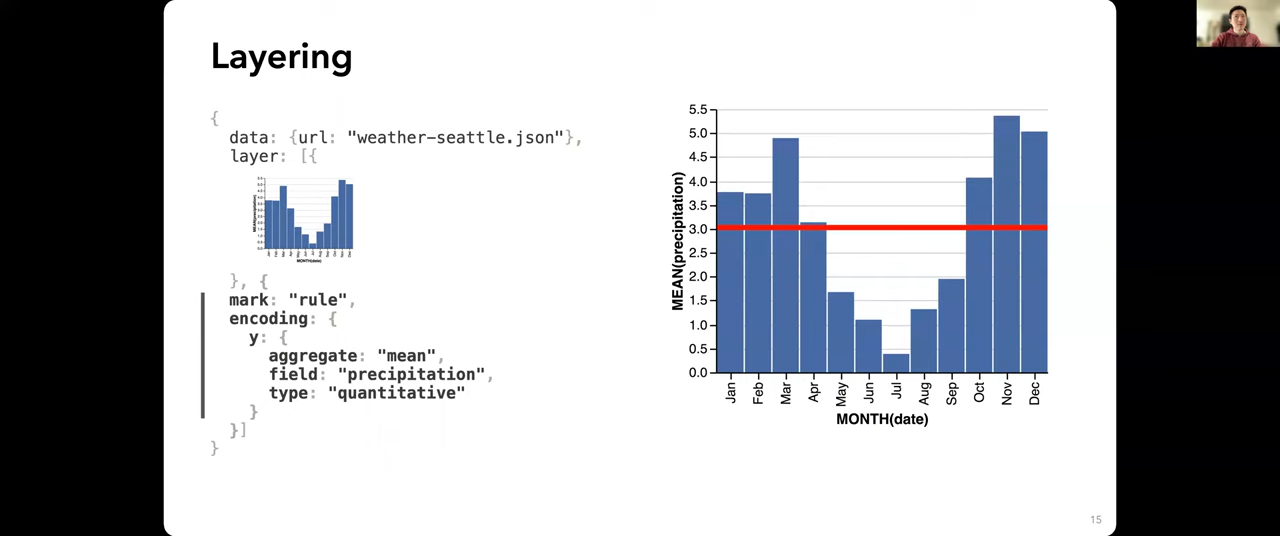 Layering
{
data: {url: "weather-seattle.json"},
layer: [{
}, {
mark: "rule",
encoding: {
y: {
aggregate: "mean",
field: "precipitation",
type: "quantitative"
}
}]
}
MEAN(precipitation)
5.5
5.0
4.5
4.0
3.5
3.0
2.5
2.0
1.5
1.0
0.5
0.0
Jan Feb Mar Apr May Jun Jul Aug Sep Oct Nov Dec
MONTH(date)
15